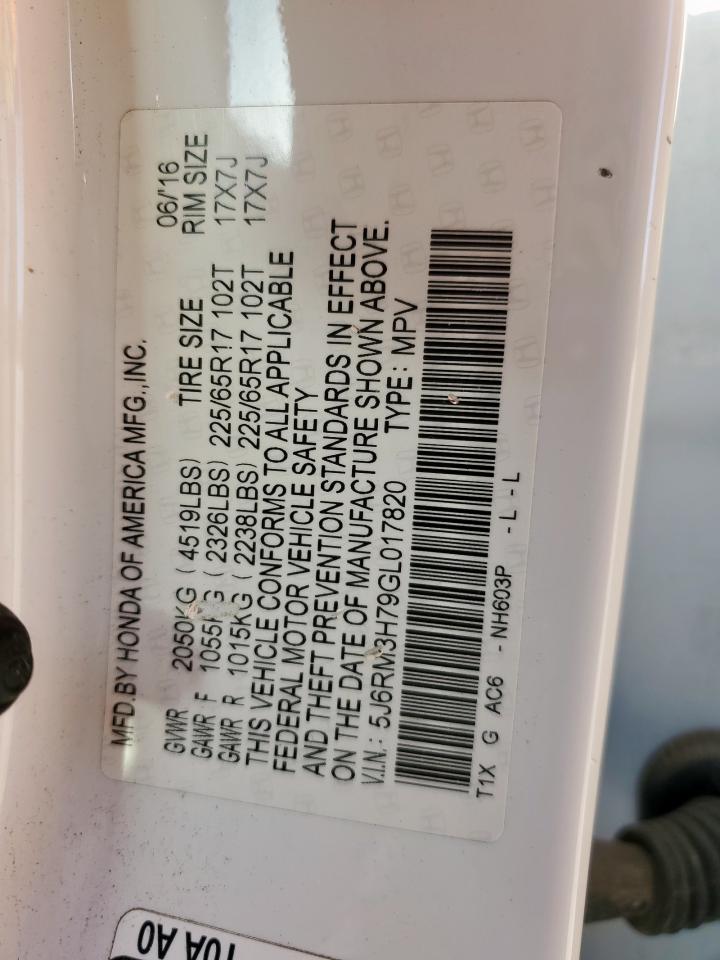 MFD.BY HONDA OF AMERICA MFG.,INC.
06/'16
GVWR 2050KG ( 4519LBS) TIRE SIZE RIM SIZE
GAWR F 1055KG ( 2326LBS) 225/65R17 102T 17X7J
GAWR R 1015KG ( 2238LBS) 225/65R17 102T 17X7J
THIS VEHICLE CONFORMS TO ALL APPLICABLE
FEDERAL MOTOR VEHICLE SAFETY
AND THEFT PREVENTION STANDARDS IN EFFECT
ON THE DATE OF MANUFACTURE SHOWN ABOVE.
V.I.N.: 5J6RM3H79GL017820 TYPE: MPV
T1X G AC6 - NH603P - L - L
0A A0